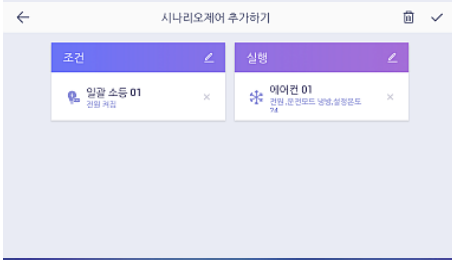 시나리오제어 추가하기
조건
실행
일괄 소등 01
전원 켜짐
에어컨 01
전원 ,운전모드 냉방,설정온도
24